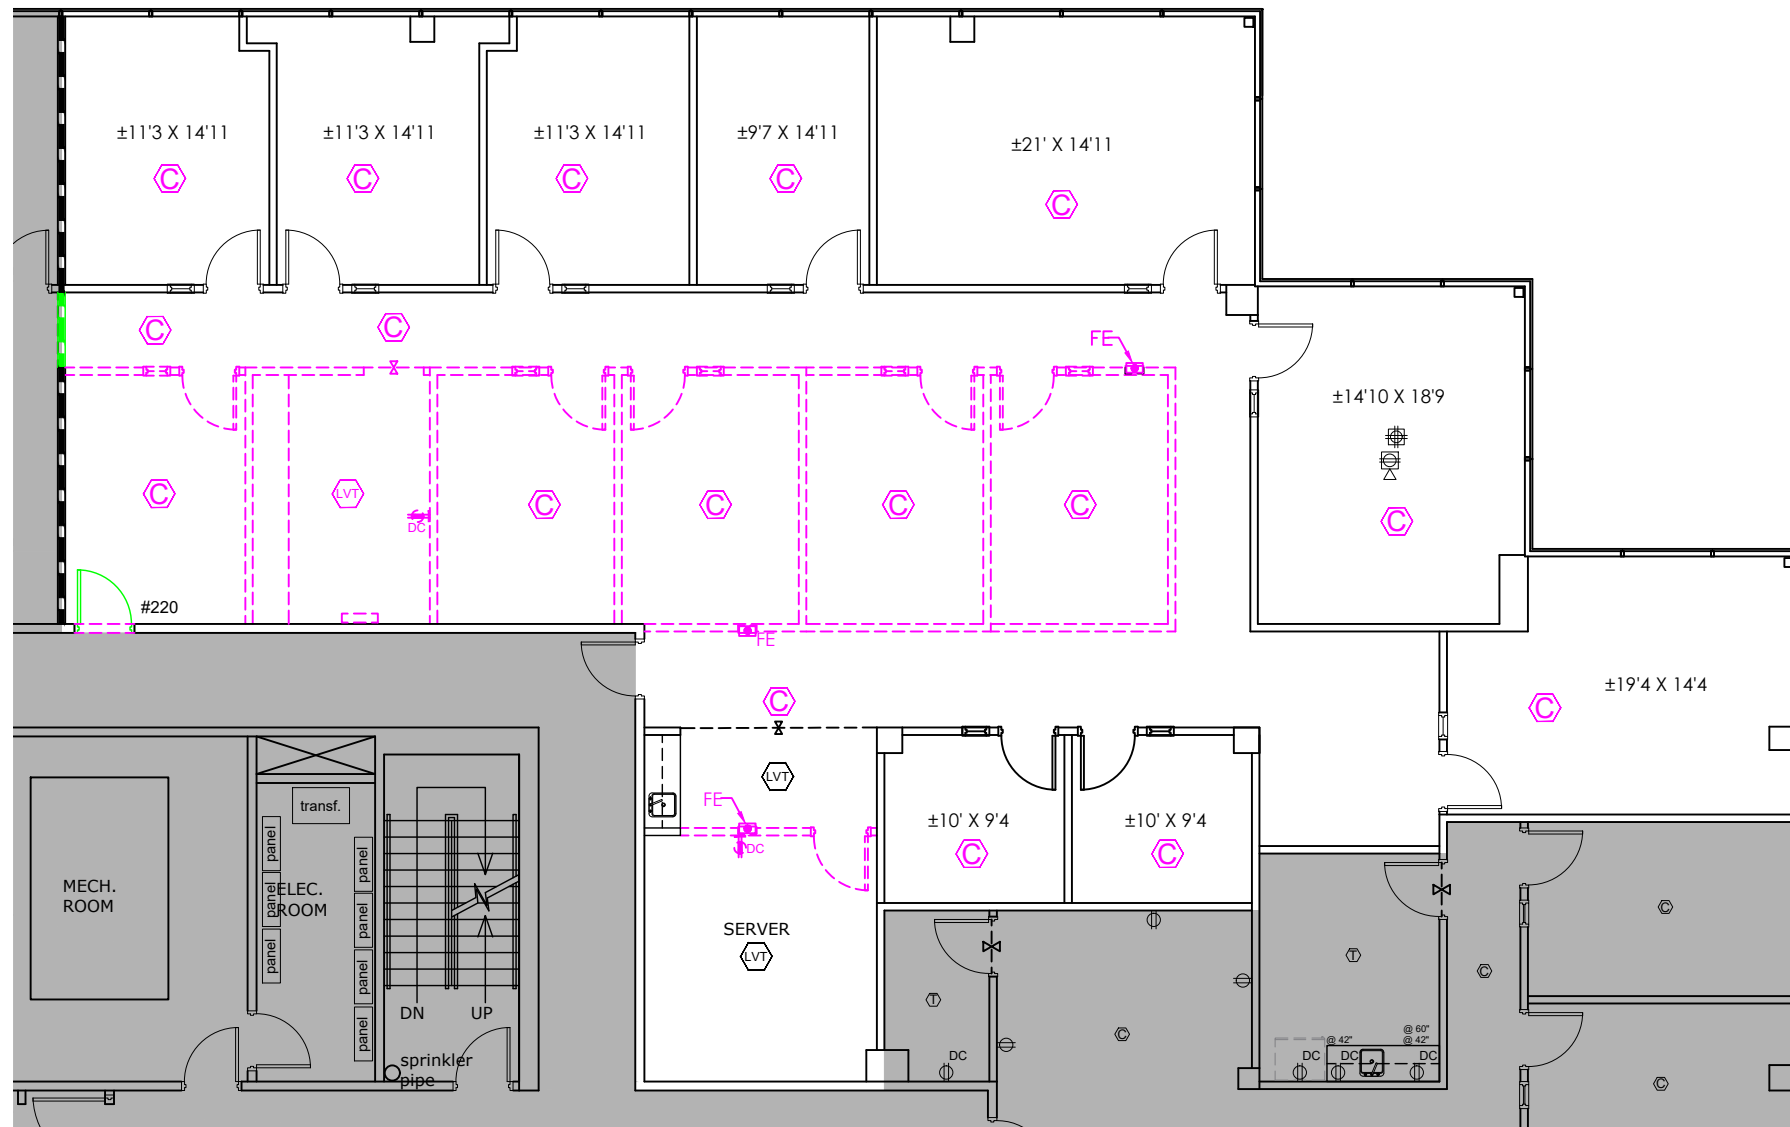 ±11'3 X 14'11
±11'3 X 14'11
±11'3 X 14'11
±9'7 X 14'11
±21' X 14'11
C
C
C
C
C
C
C
FE
±14'10 X 18'9
C
LVT
C
C
C
C
C
DC
#220
FE
C
±19'4 X 14'4
C
LVT
FE
DC
±10' X 9'4
C
±10' X 9'4
C
transf.
panel
panel
panel
panel
panel
panel
panel
MECH.
ROOM
ELEC.
ROOM
SERVER
LVT
DN
UP
sprinkler
pipe
T
DC
C
T
C
C
C
@ 60"
@ 42"
@ 42"
DC
DC
DC